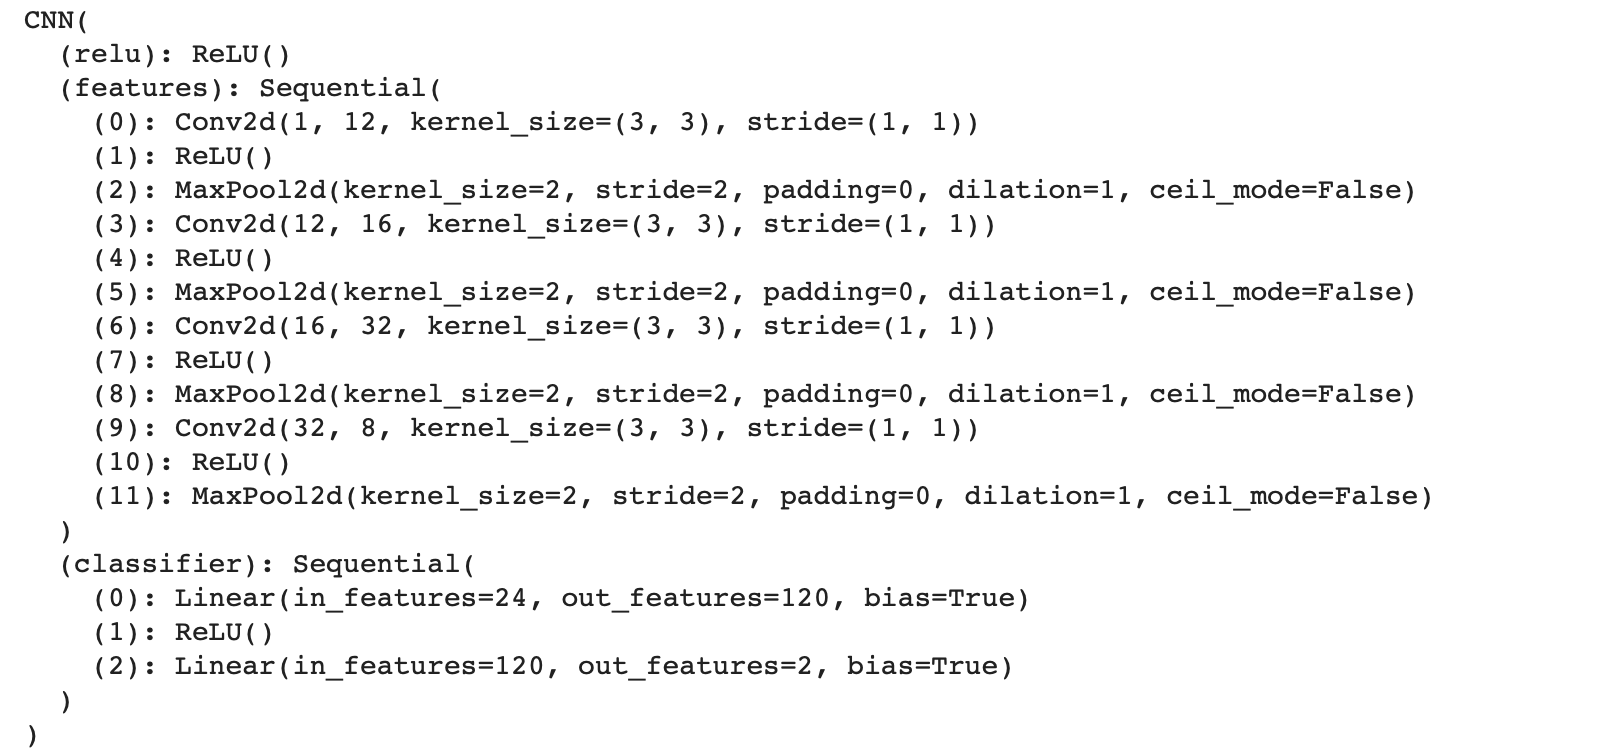 CNN(
  (relu): ReLU()
  (features): Sequential(
    (0): Conv2d(1, 12, kernel_size=(3, 3), stride=(1, 1))
    (1): ReLU()
    (2): MaxPool2d(kernel_size=2, stride=2, padding=0, dilation=1, ceil_mode=False)
    (3): Conv2d(12, 16, kernel_size=(3, 3), stride=(1, 1))
    (4): ReLU()
    (5): MaxPool2d(kernel_size=2, stride=2, padding=0, dilation=1, ceil_mode=False)
    (6): Conv2d(16, 32, kernel_size=(3, 3), stride=(1, 1))
    (7): ReLU()
    (8): MaxPool2d(kernel_size=2, stride=2, padding=0, dilation=1, ceil_mode=False)
    (9): Conv2d(32, 8, kernel_size=(3, 3), stride=(1, 1))
    (10): ReLU()
    (11): MaxPool2d(kernel_size=2, stride=2, padding=0, dilation=1, ceil_mode=False)
  )
  (classifier): Sequential(
    (0): Linear(in_features=24, out_features=120, bias=True)
    (1): ReLU()
    (2): Linear(in_features=120, out_features=2, bias=True)
  )
)